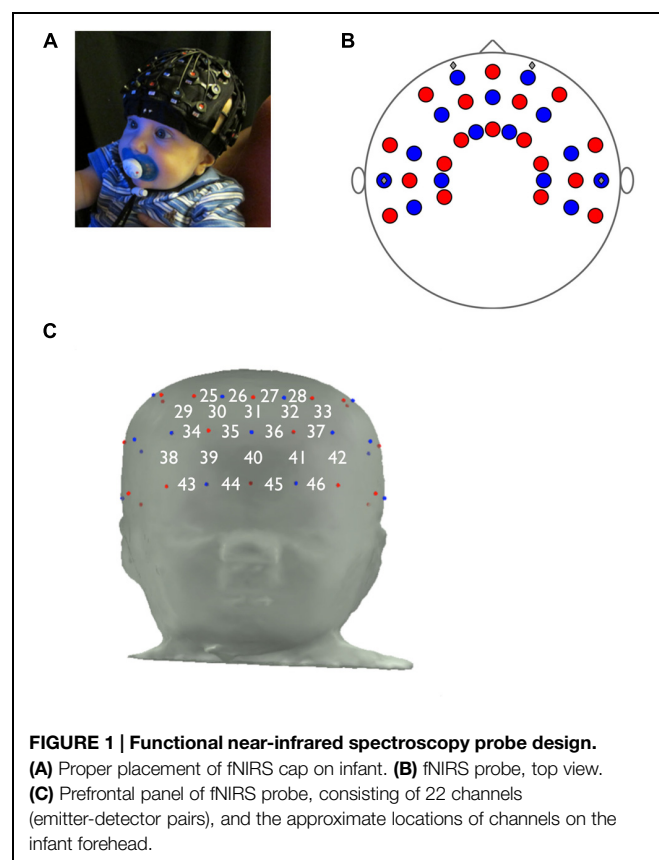 A
B
C
25 26 27 28
29 30 31 32 33
34 35 36 37
38 39 40 41 42
43 44 45 46
FIGURE 1 | Functional near-infrared spectroscopy probe design.
(A) Proper placement of fNIRS cap on infant. (B) fNIRS probe, top view.
(C) Prefrontal panel of fNIRS probe, consisting of 22 channels
(emitter-detector pairs), and the approximate locations of channels on the
infant forehead.